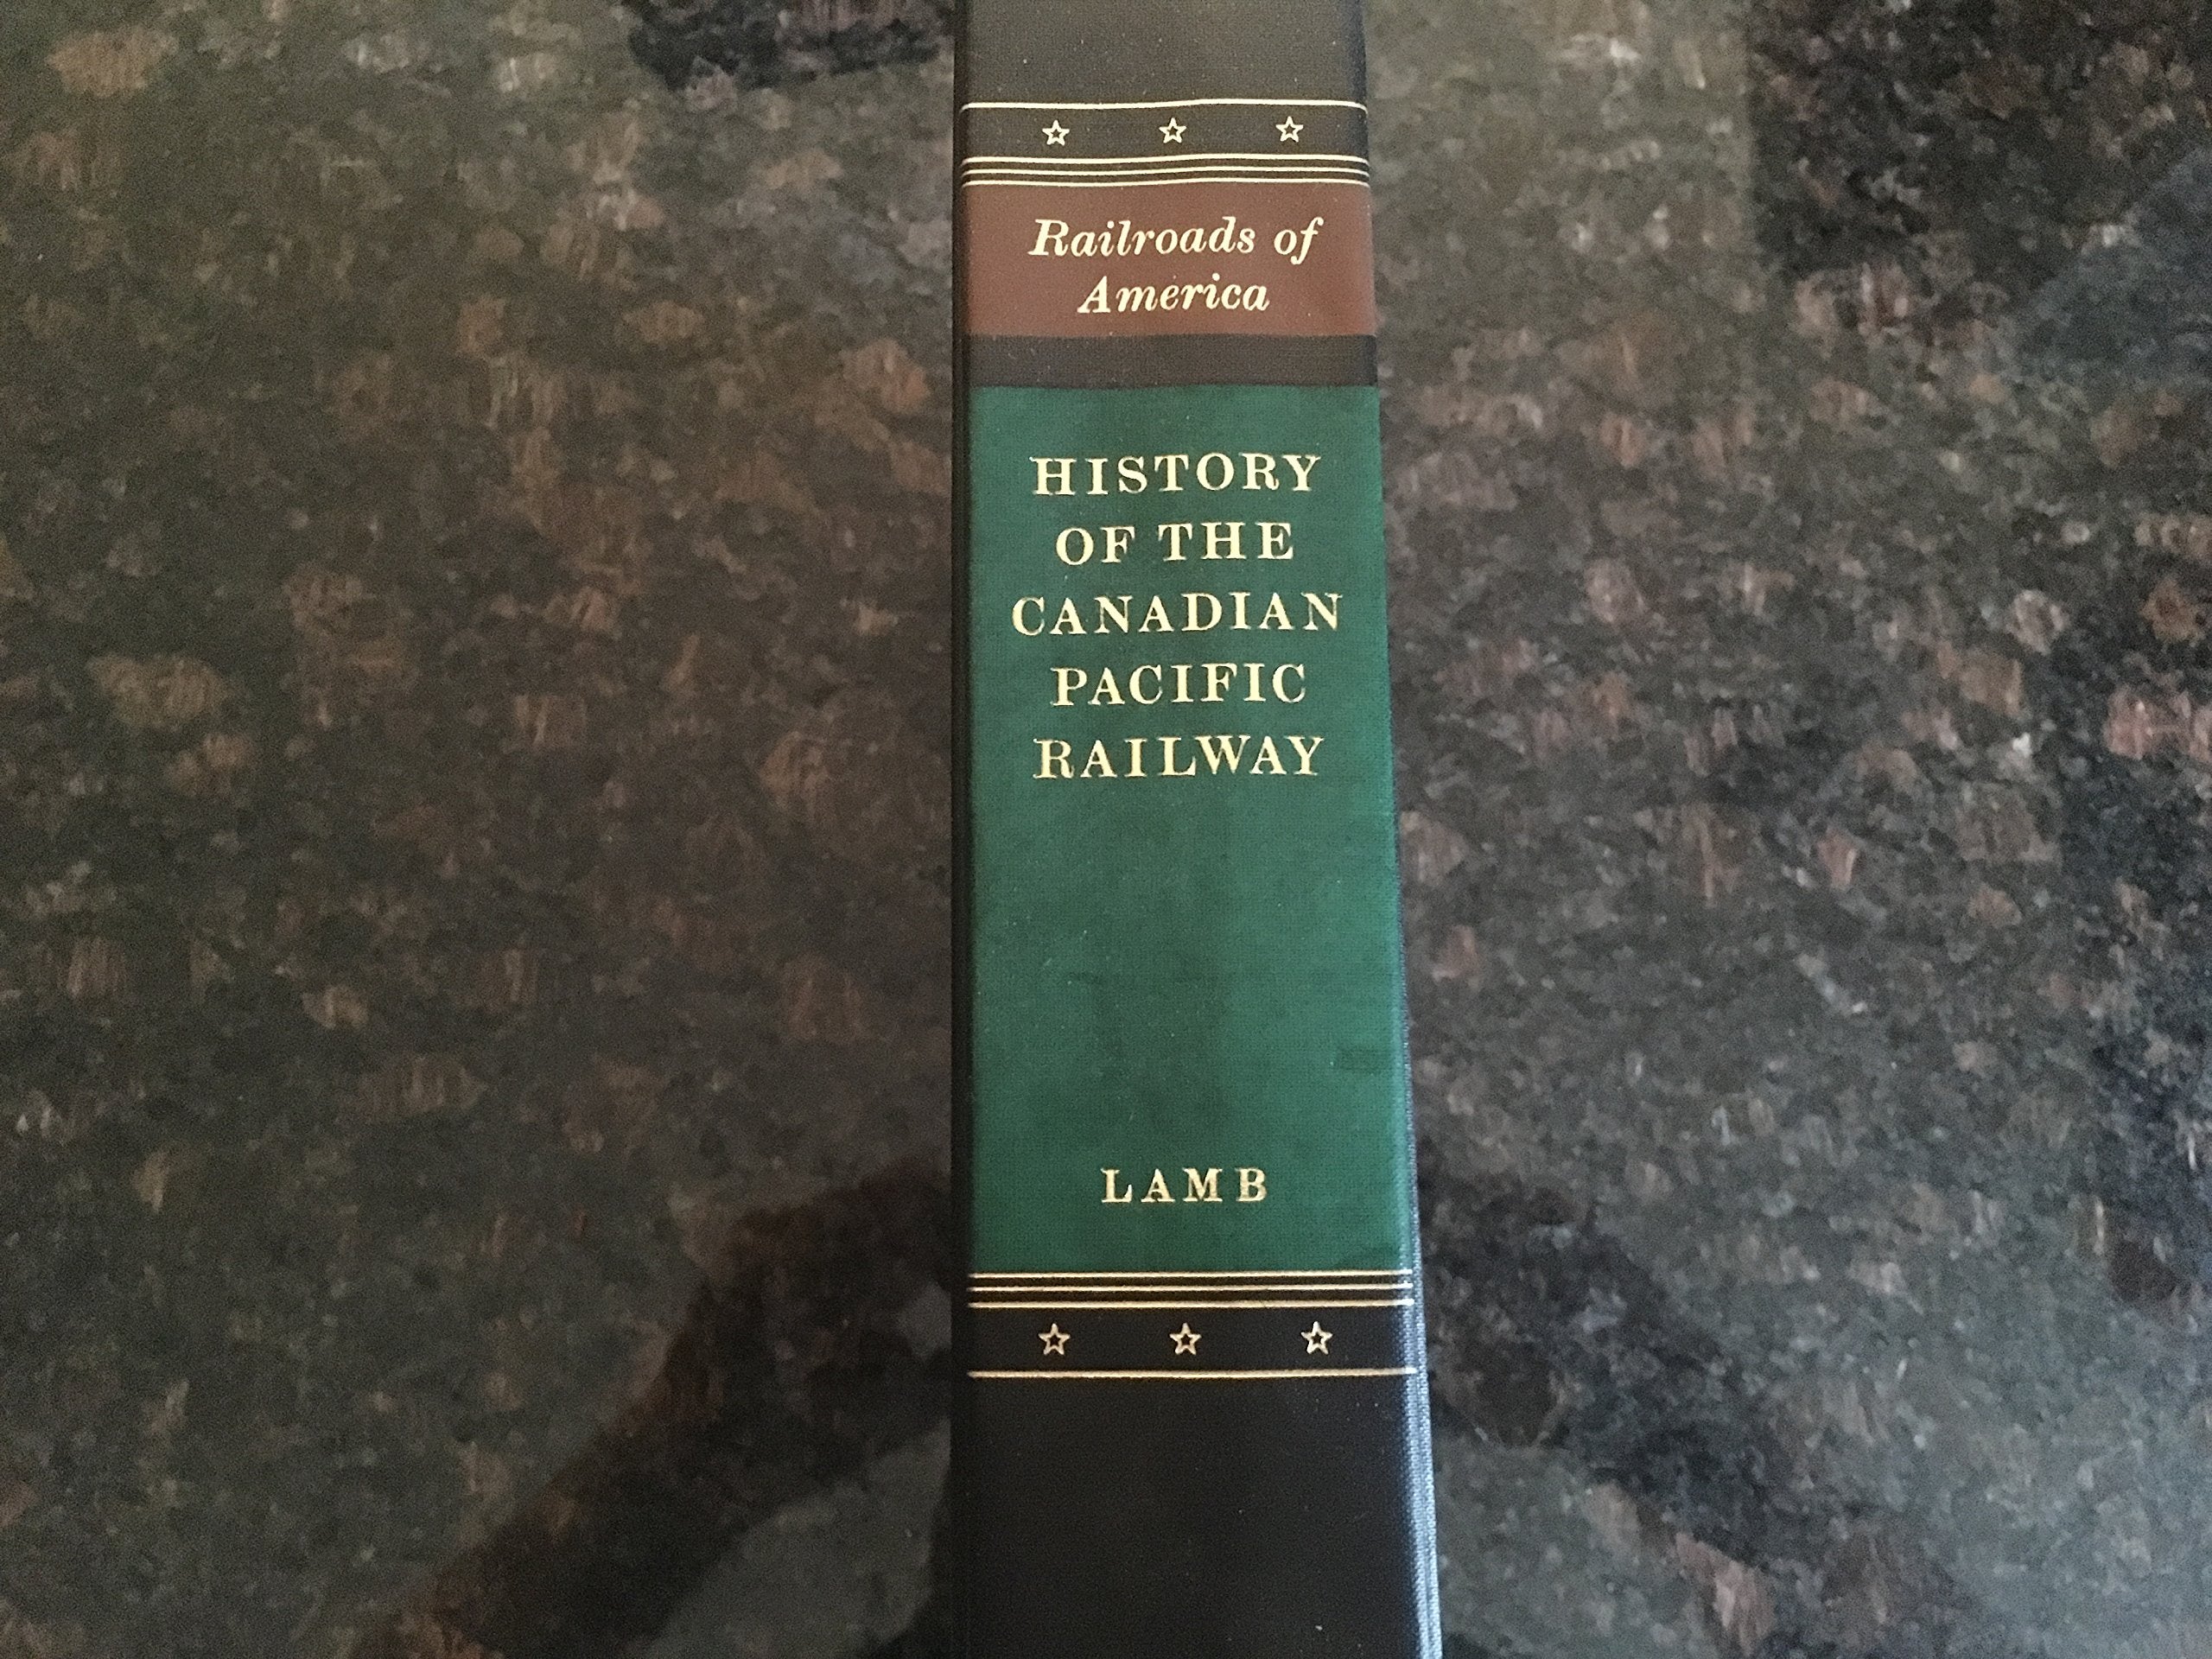 Railroads of
America
HISTORY
OF THE
CANADIAN
PACIFIC
RAILWAY
LAMB